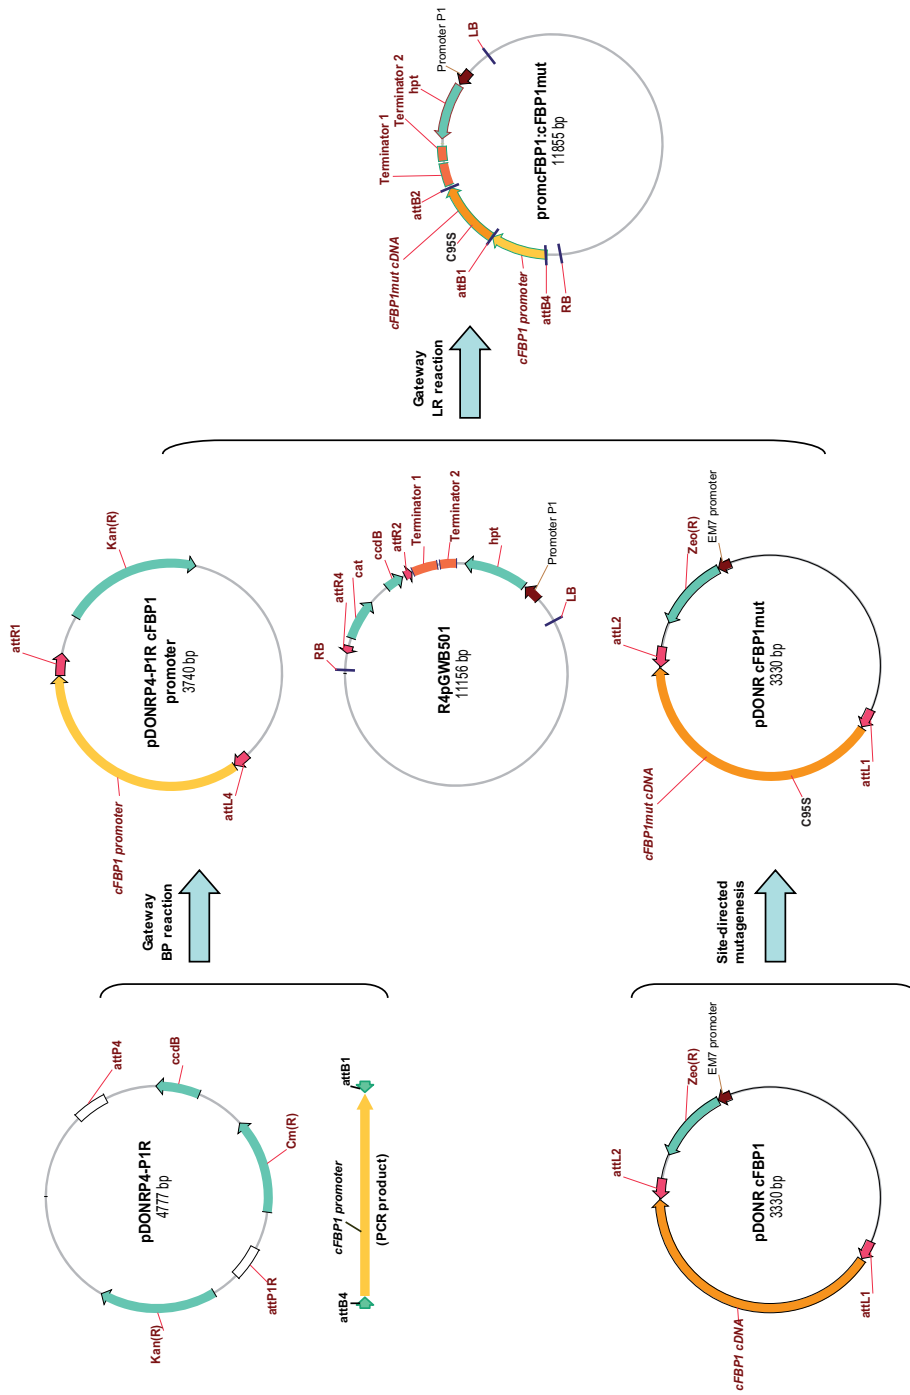 attP4
ccdB
pDONRP4-P1R
4777 bp
Cm(R)
attP1R
Kan(R)
attB1
cFBP1 promoter
(PCR product)
attB4
Gateway
BP reaction
attR1
Kan(R)
pDONRP4-P1R cFBP1
promoter
3740 bp
cFBP1 promoter
attL4
RB
attR4
cat
ccdB
attR2
Terminator 1
Terminator 2
hpt
Promoter P1
LB
R4pGWB501
11156 bp
attL2
Zeo(R)
EM7 promoter
pDONR cFBP1
3330 bp
cFBP1 cDNA
attL1
Site-directed
mutagenesis
attL2
Zeo(R)
EM7 promoter
pDONR cFBP1mut
3330 bp
cFBP1mut cDNA
C95S
attL1
Gateway
LR reaction
LB
Promoter P1
hpt
Terminator 2
Terminator 1
attB2
cFBP1mut cDNA
C95S
attB1
cFBP1 promoter
attB4
RB
promcFBP1:cFBP1mut
11855 bp